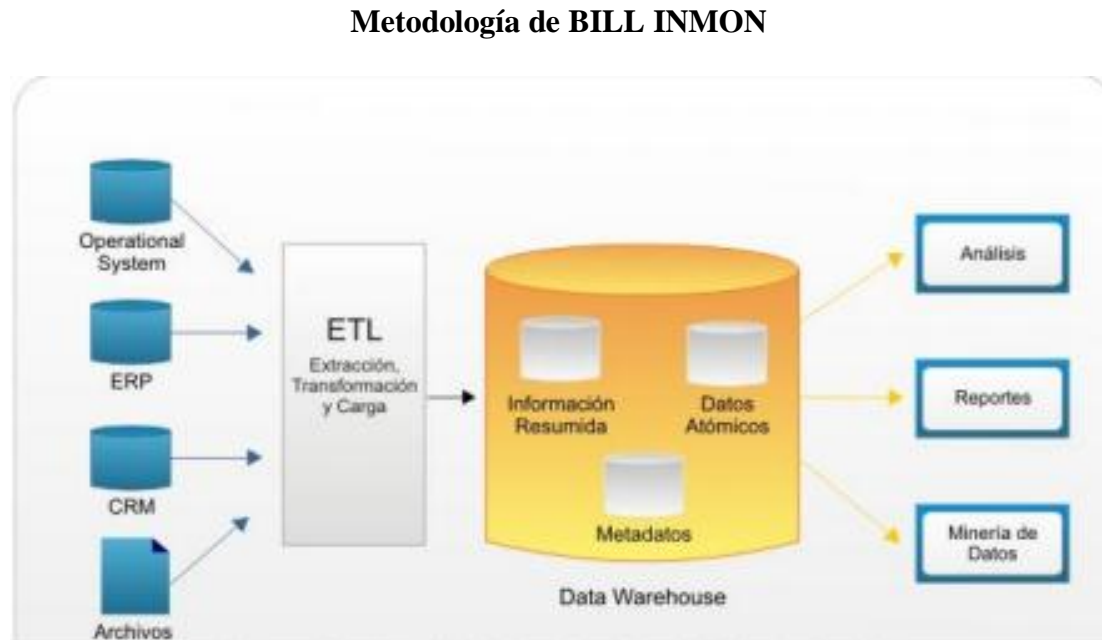 Metodología de BILL INMON
Operational
System
ERP
CRM
Archivos
ETL
Extracción,
Transformación
y Carga
Información
Resumida
Datos
Atómicos
Metadatos
Data Warehouse
Análisis
Reportes
Minería de
Datos